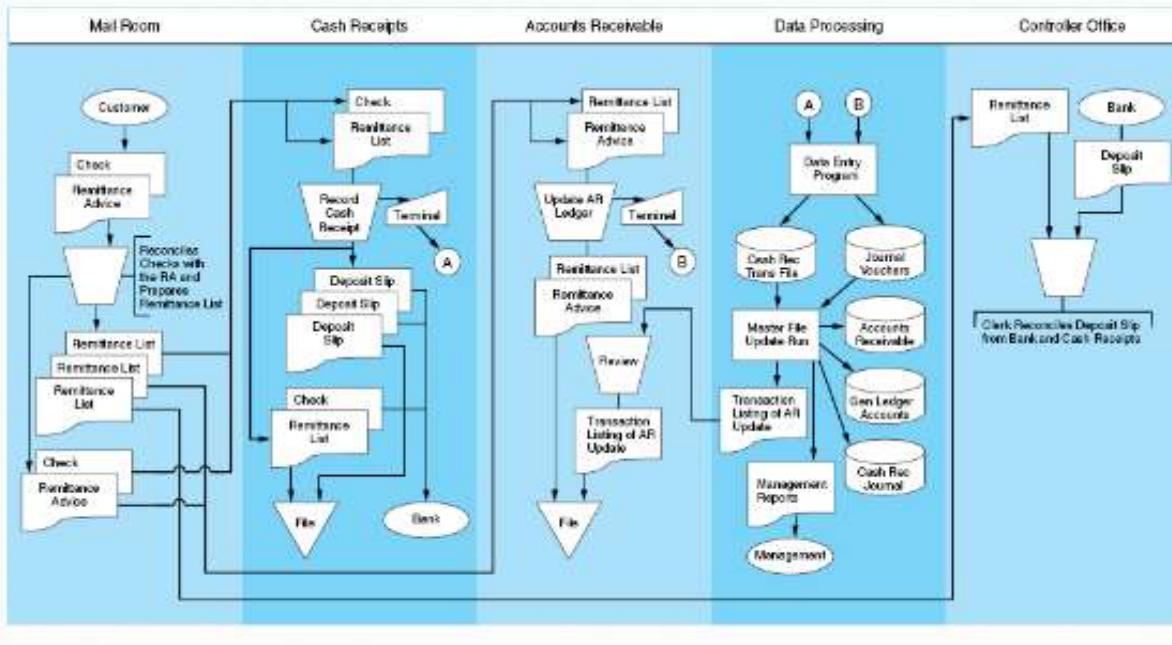 Mail Room
Cash Receipts
Accounts Receivable
Data Processing
Controller Office
Customer
Check
Remittance
Advice
Reconciles
Checks with
the RA and
Prepares
Remittance List
Remittance List
Remittance List
Remittance
List
Check
Remittance
Advice
Check
Remittance
List
Record
Cash
Receipt
Terminal
A
Deposit Slip
Deposit Slip
Deposit
Slip
Check
Remittance
List
File
Bank
Remittance List
Remittance
Advice
Update AR
Ledger
Terminal
B
Remittance List
Remittance
Advice
Review
Transaction
Listing of AR
Update
File
A
B
Data Entry
Program
Cash Rec
Trans File
Journal
Vouchers
Master File
Update Run
Accounts
Receivable
Gen Ledger
Accounts
Cash Rec
Journal
Transaction
Listing of AR
Update
Management
Reports
Management
Remittance
List
Bank
Deposit
Slip
Clerk Reconciles Deposit Slip
from Bank and Cash Receipts